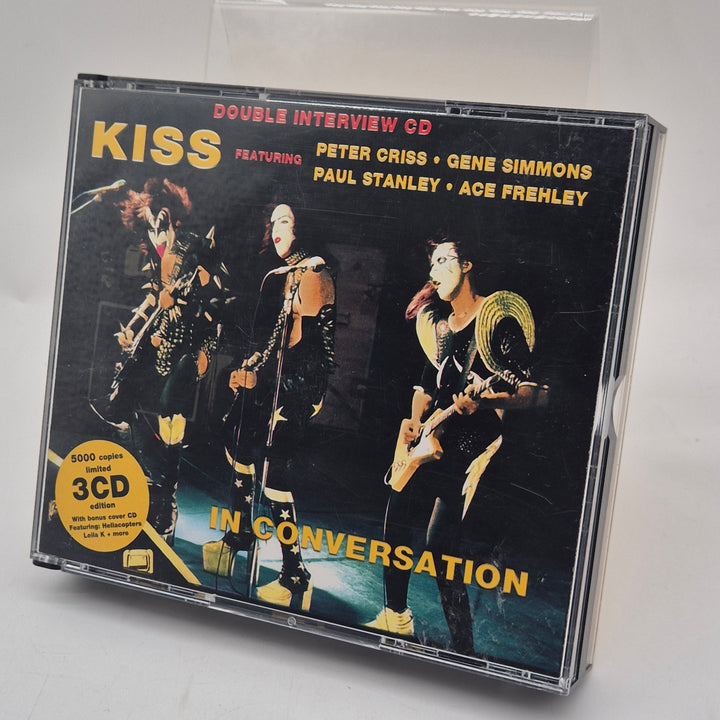 DOUBLE INTERVIEW CD
KISS FEATURING PETER CRISS • GENE SIMMONS
PAUL STANLEY • ACE FREHLEY
5000 copies
limited
3CD
edition
With bonus cover CD
Featuring: Hellacopters
Leila K + more
IN CONVERSATION